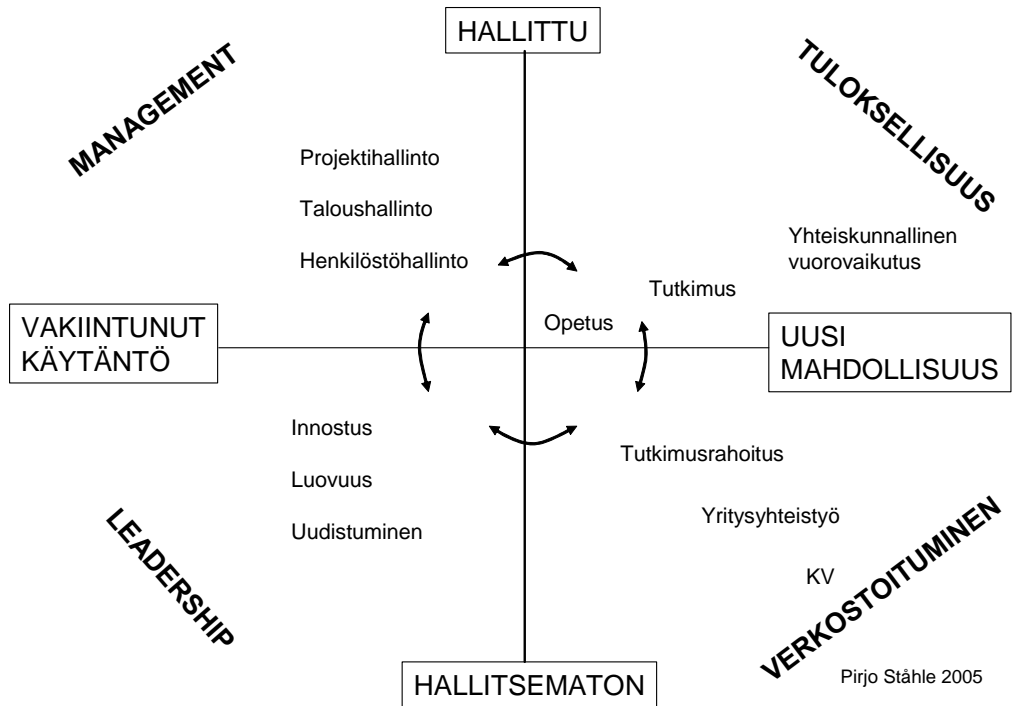 HALLITTU
MANAGEMENT
TULOKSELLISUUS
Projektihallinto
Taloushallinto
Henkilöstöhallinto
Yhteiskunnallinen
vuorovaikutus
Tutkimus
Opetus
VAKIINTUNUT
KÄYTÄNTÖ
UUSI
MAHDOLLISUUS
Innostus
Luovuus
Uudistuminen
Tutkimusrahoitus
Yritysyhteistyö
KV
LEADERSHIP
VERKOSTOITUMINEN
HALLITSEMATON
Pirjo Ståhle 2005